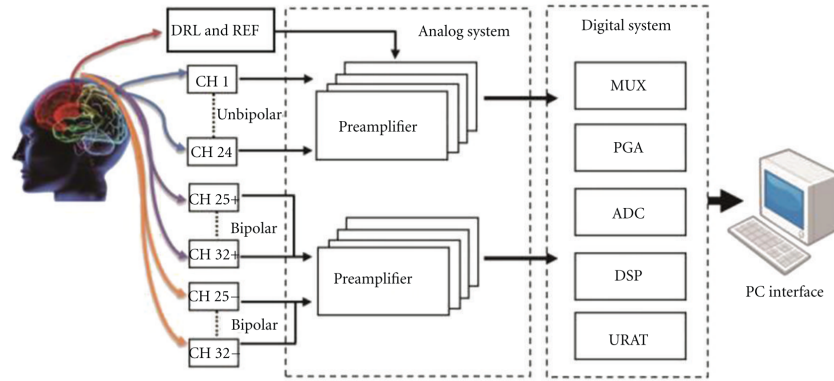 DRL and REF
Analog system
Digital system
CH 1
Unbipolar
CH 24
Preamplifier
CH 25+
Bipolar
CH 32+
CH 25−
Bipolar
CH 32−
Preamplifier
MUX
PGA
ADC
DSP
URAT
PC interface